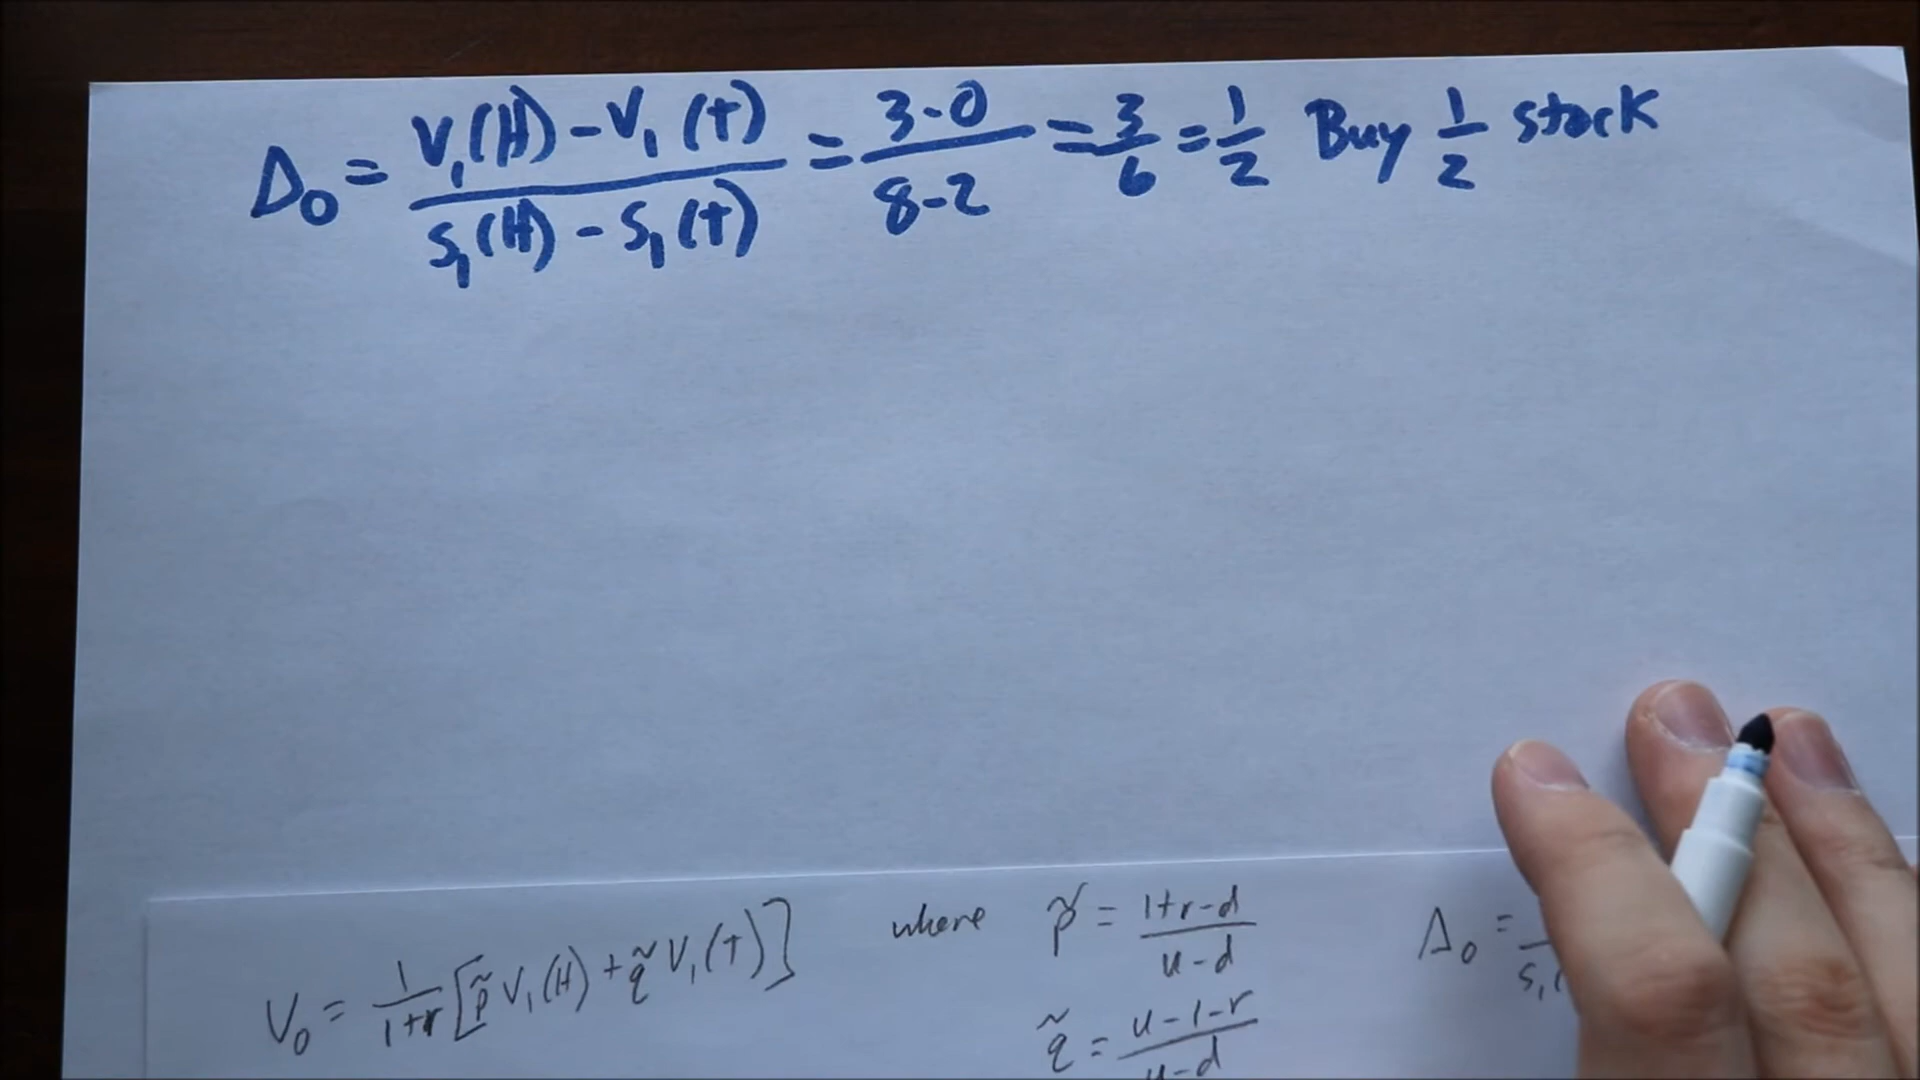 Δ₀ = (V₁(H) - V₁(T)) / (S₁(H) - S₁(T)) = (3-0) / (8-2) = 3/6 = 1/2 Buy 1/2 stock
V₀ = 1/(1+r) [p̃ V₁(H) + q̃ V₁(T)] where p̃ = (1+r-d) / (u-d) Δ₀ = S₁(
q̃ = (u-1-r) / (u-d)